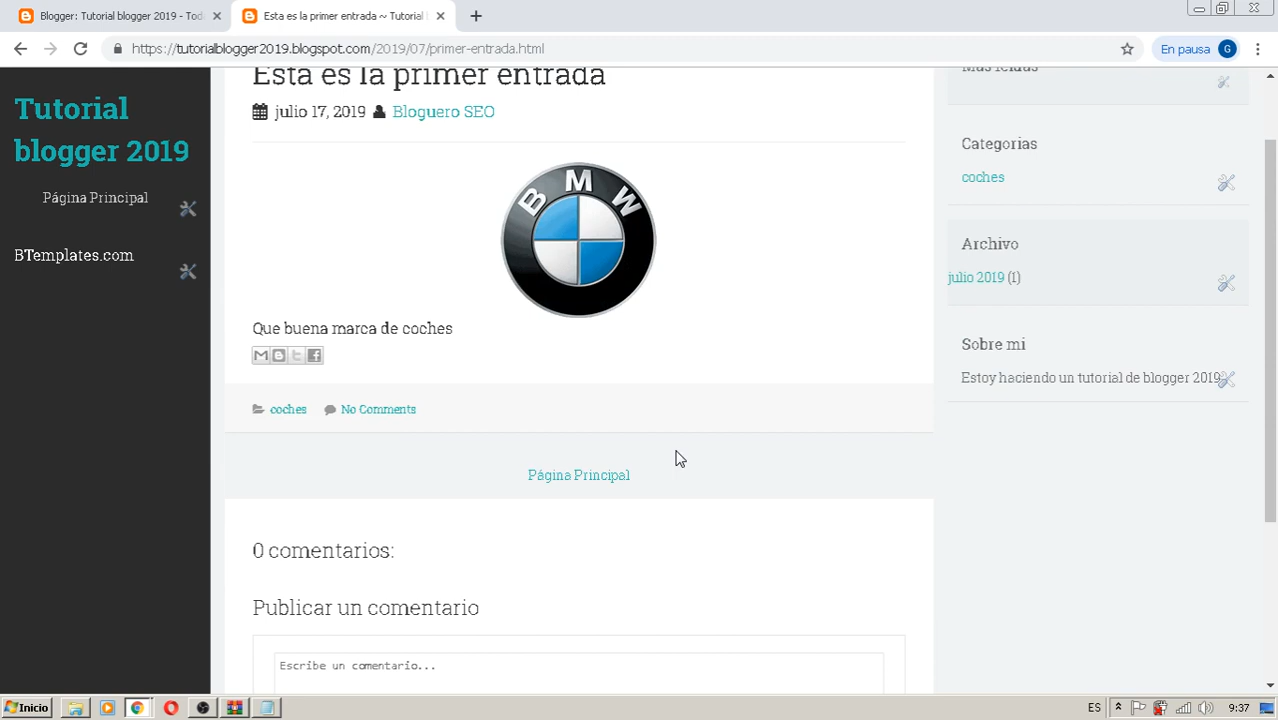 Blogger: Tutorial blogger 2019 - Tod
Esta es la primer entrada ~ Tutorial
https://tutorialblogger2019.blogspot.com/2019/07/primer-entrada.html
En pausa
G
Tutorial
blogger 2019
Página Principal
BTemplates.com
Esta es la primer entrada
julio 17, 2019
Bloguero SEO
BMW
Que buena marca de coches
coches
No Comments
Página Principal
0 comentarios:
Publicar un comentario
Escribe un comentario...
Mas leidas
Categorias
coches
Archivo
julio 2019 (1)
Sobre mi
Estoy haciendo un tutorial de blogger 2019
Inicio
ES
9:37